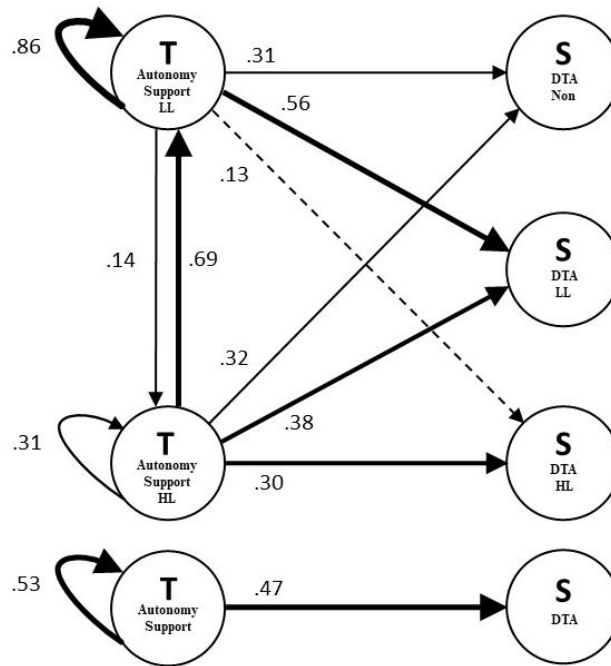 .86
T
Autonomy
Support
LL
.31
S
DTA
Non
.56
.13
.14
.69
S
DTA
LL
.32
.38
.31
T
Autonomy
Support
HL
.30
S
DTA
HL
.53
T
Autonomy
Support
.47
S
DTA